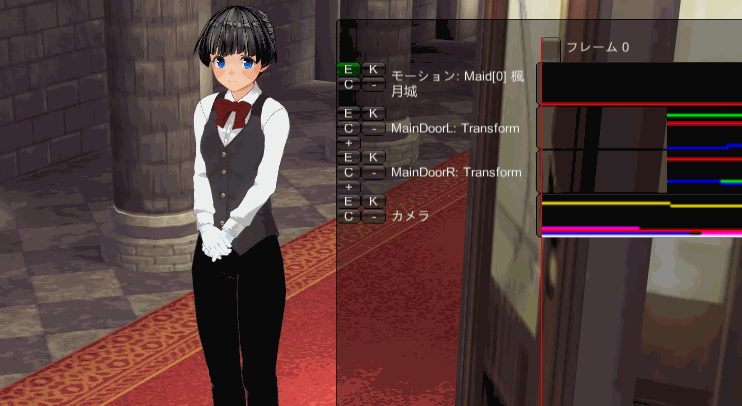 フレーム 0
E K
モーション: Maid[0] 楓
C -
月城
E K
C - MainDoorL: Transform
+
E K
C - MainDoorR: Transform
+
E K
C - カメラ